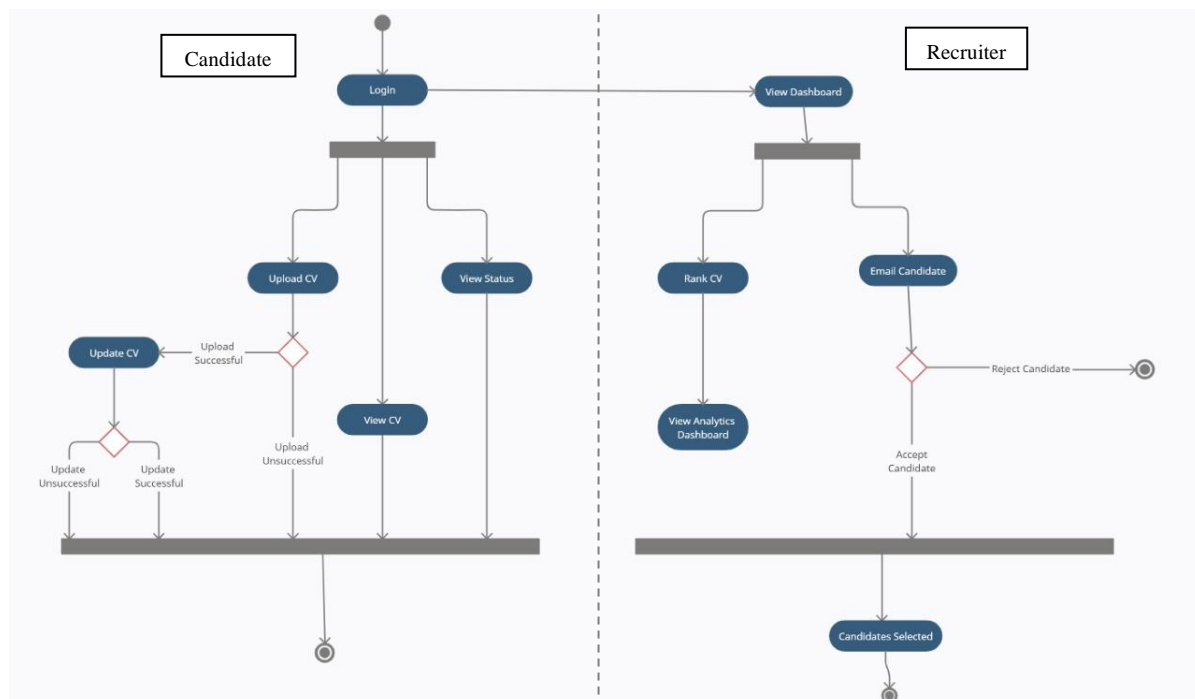 Candidate
Recruiter
Login
View Dashboard
Upload CV
View Status
Rank CV
Email Candidate
Update CV
Upload
Successful
Reject Candidate
View CV
View Analytics
Dashboard
Upload
Unsuccessful
Update
Unsuccessful
Update
Successful
Accept
Candidate
Candidates Selected